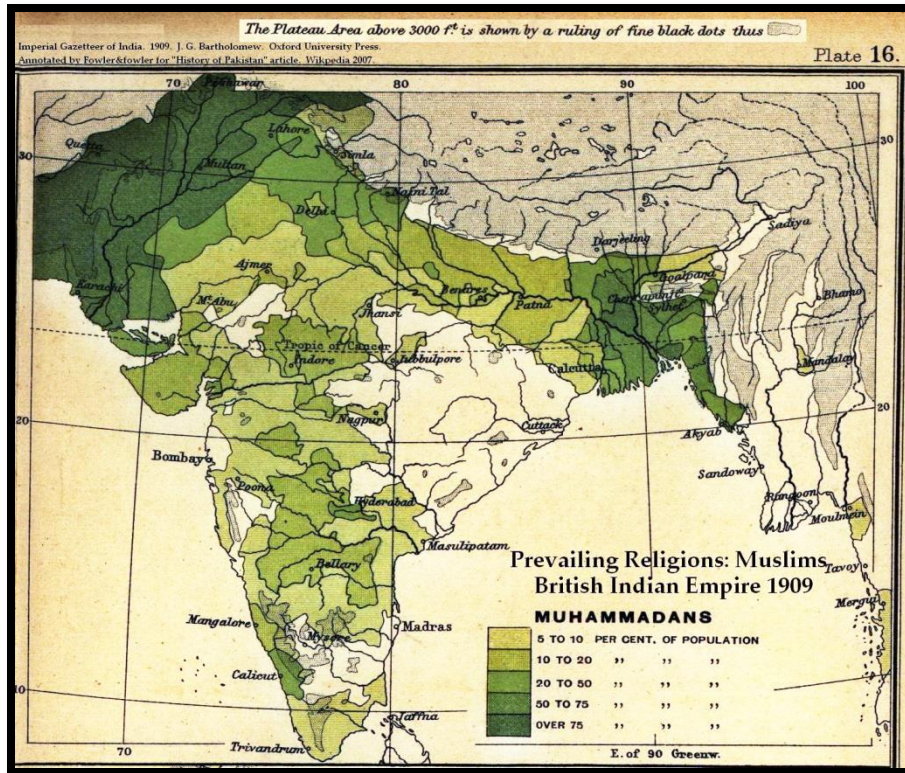 The Plateau Area above 3000 f.t is shown by a ruling of fine black dots thus
Imperial Gazetteer of India. 1909. J. G. Bartholomew. Oxford University Press.
Annotated by Fowler&fowler for "History of Pakistan" article. Wikpedia 2007.
Plate 16.
70
80
90
100
Peshawar
Lahore
Quetta
Simla
30
30
Multan
Naini Tal
Delhi
Sadiya
Darjeeling
Ajmer
Goalpara
Karachi
Benares
Cherrapunji
Bhamo
Mt Abu
Patna
Sylhet
Jhansi
Tropic of Cancer
Indore
Jubbulpore
Calcutta
Mandalay
20
Nagpur
20
Cuttack
Akyab
Bombay
Sandoway
Poona
Hyderabad
Rangoon
Moulmein
Masulipatam
Prevailing Religions: Muslims
British Indian Empire 1909
Tavoy
Bellary
MUHAMMADANS
Mergui
Mangalore
Mysore
Madras
5 TO 10 PER CENT. OF POPULATION
10 TO 20 ,, ,, ,,
Calicut
20 TO 50 ,, ,, ,,
10
50 TO 75 ,, ,, ,,
Jaffna
OVER 75 ,, ,, ,,
Trivandrum
70
80
E. of 90 Greenw.